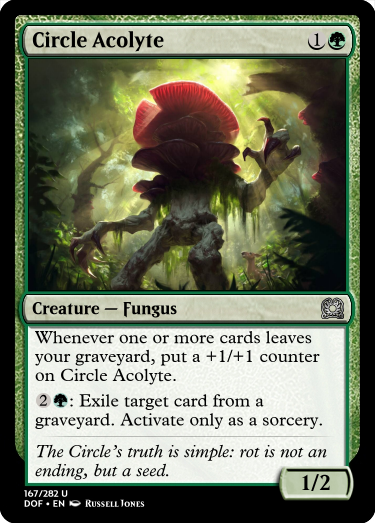 Circle Acolyte 1
Creature — Fungus
Whenever one or more cards leaves
your graveyard, put a +1/+1 counter
on Circle Acolyte.
2: Exile target card from a
graveyard. Activate only as a sorcery.
The Circle's truth is simple: rot is not an
ending, but a seed.
1/2
167/282 U
DOF • EN Russell Jones